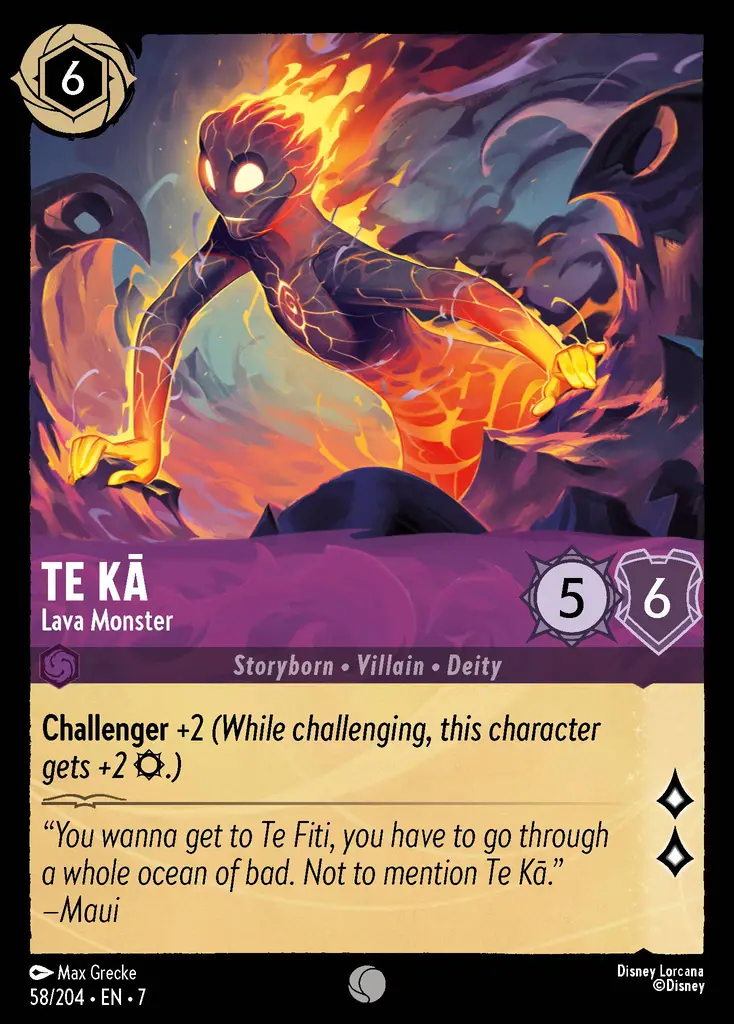 6
TE KĀ
Lava Monster
5
6
Storyborn • Villain • Deity
Challenger +2 (While challenging, this character
gets +2 .)
“You wanna get to Te Fiti, you have to go through
a whole ocean of bad. Not to mention Te Kā.”
–Maui
Max Grecke
58/204 • EN • 7
Disney Lorcana
©Disney